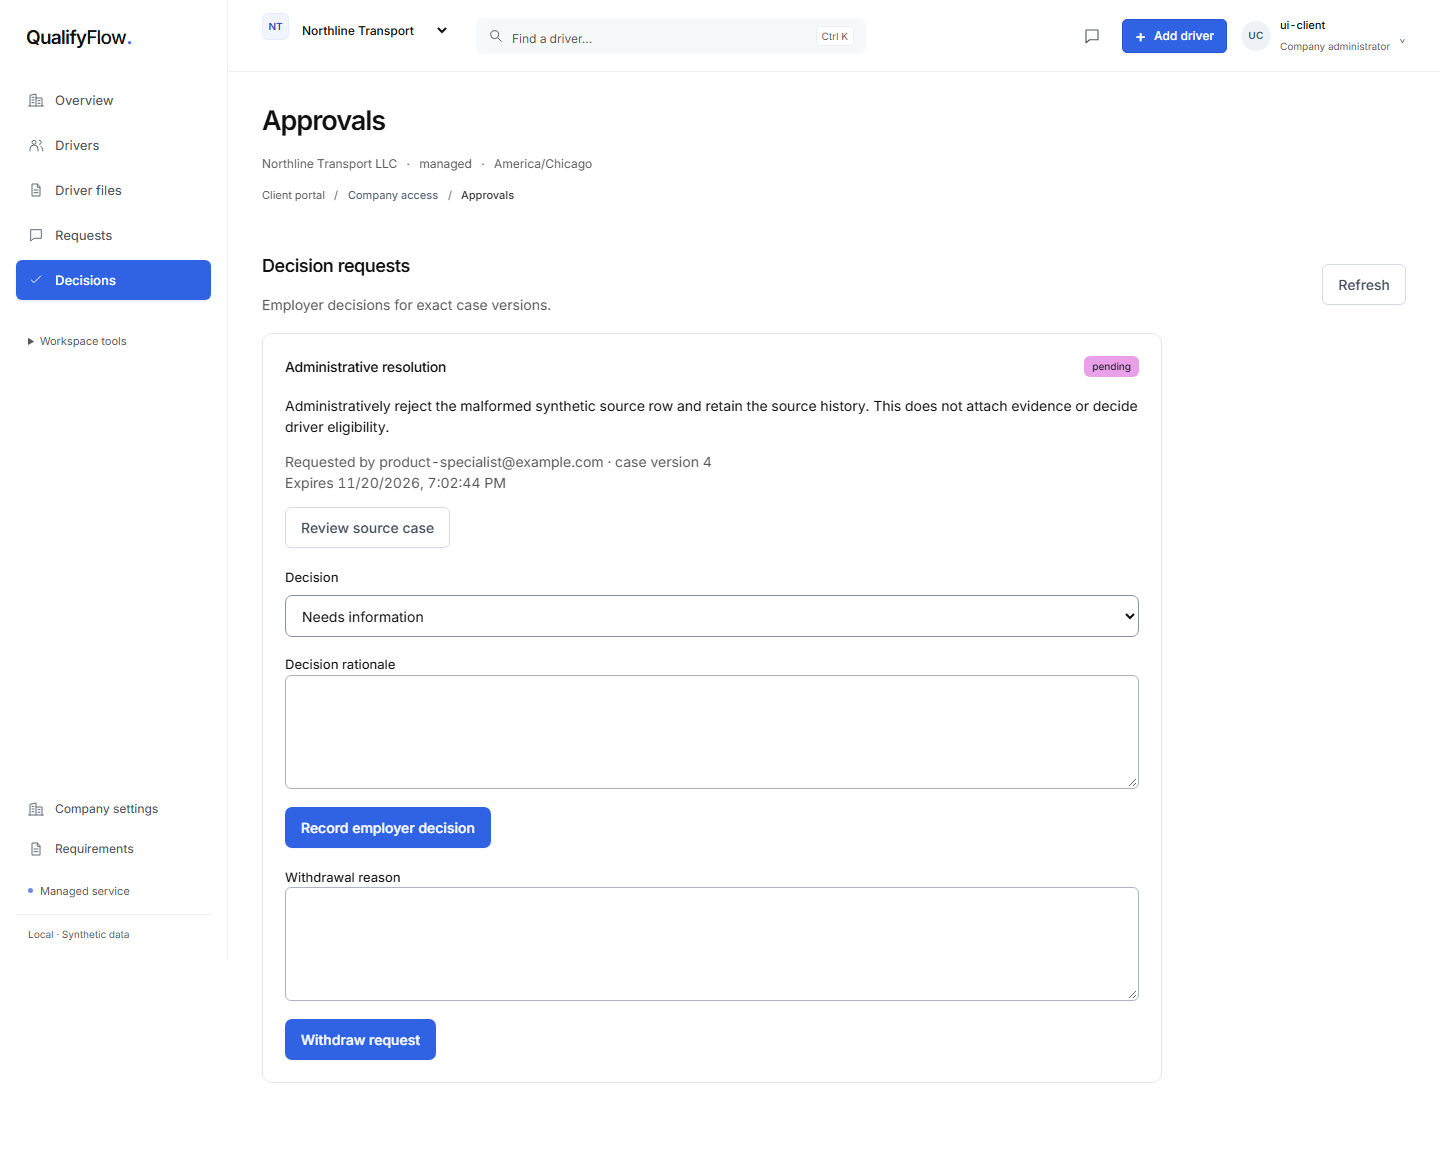 QualifyFlow.
NT
Northline Transport
Find a driver...
Ctrl K
+ Add driver
UC
ui-client
Company administrator
Overview
Drivers
Driver files
Requests
Decisions
Workspace tools
Company settings
Requirements
Managed service
Local · Synthetic data
Approvals
Northline Transport LLC · managed · America/Chicago
Client portal / Company access / Approvals
Decision requests
Employer decisions for exact case versions.
Refresh
Administrative resolution
pending
Administratively reject the malformed synthetic source row and retain the source history. This does not attach evidence or decide
driver eligibility.
Requested by product-specialist@example.com · case version 4
Expires 11/20/2026, 7:02:44 PM
Review source case
Decision
Needs information
Decision rationale
Record employer decision
Withdrawal reason
Withdraw request